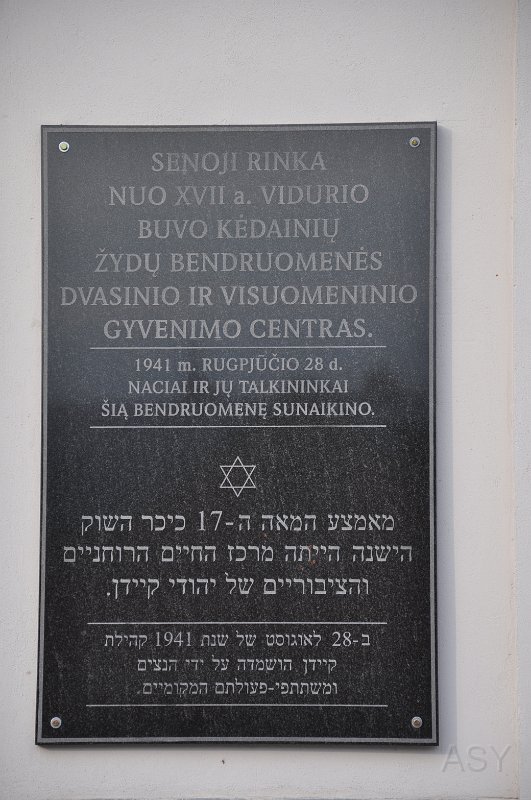 SENOJI RINKA
NUO XVII a. VIDURIO
BUVO KĖDAINIŲ
ŽYDŲ BENDRUOMENĖS
DVASINIO IR VISUOMENINIO
GYVENIMO CENTRAS.
1941 m. RUGPJŪČIO 28 d.
NACIAI IR JŲ TALKININKAI
ŠIĄ BENDRUOMENĘ SUNAIKINO.
מאמצע המאה ה-17 כיכר השוק
הישנה הייתה מרכז החיים הרוחניים
והציבוריים של יהודי קיידן.
ב-28 לאוגוסט של שנת 1941 קהילת
קיידן הושמדה על ידי הנצים
ומשתתפי-פעולתם המקומיים.
ASY